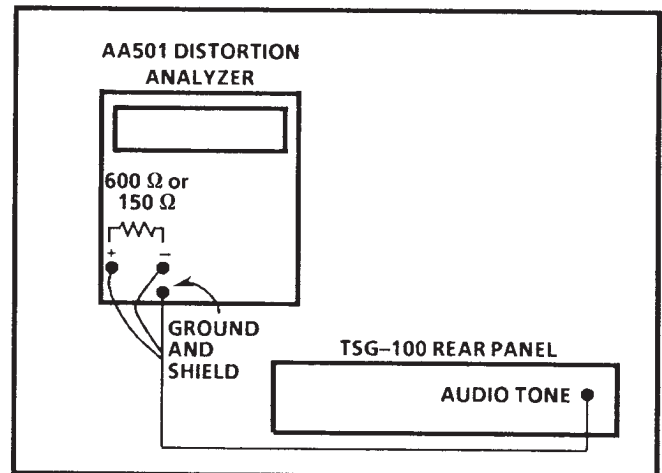 AA501 DISTORTION
ANALYZER
600 Ω or
150 Ω
+ −
GROUND
AND
SHIELD
TSG–100 REAR PANEL
AUDIO TONE